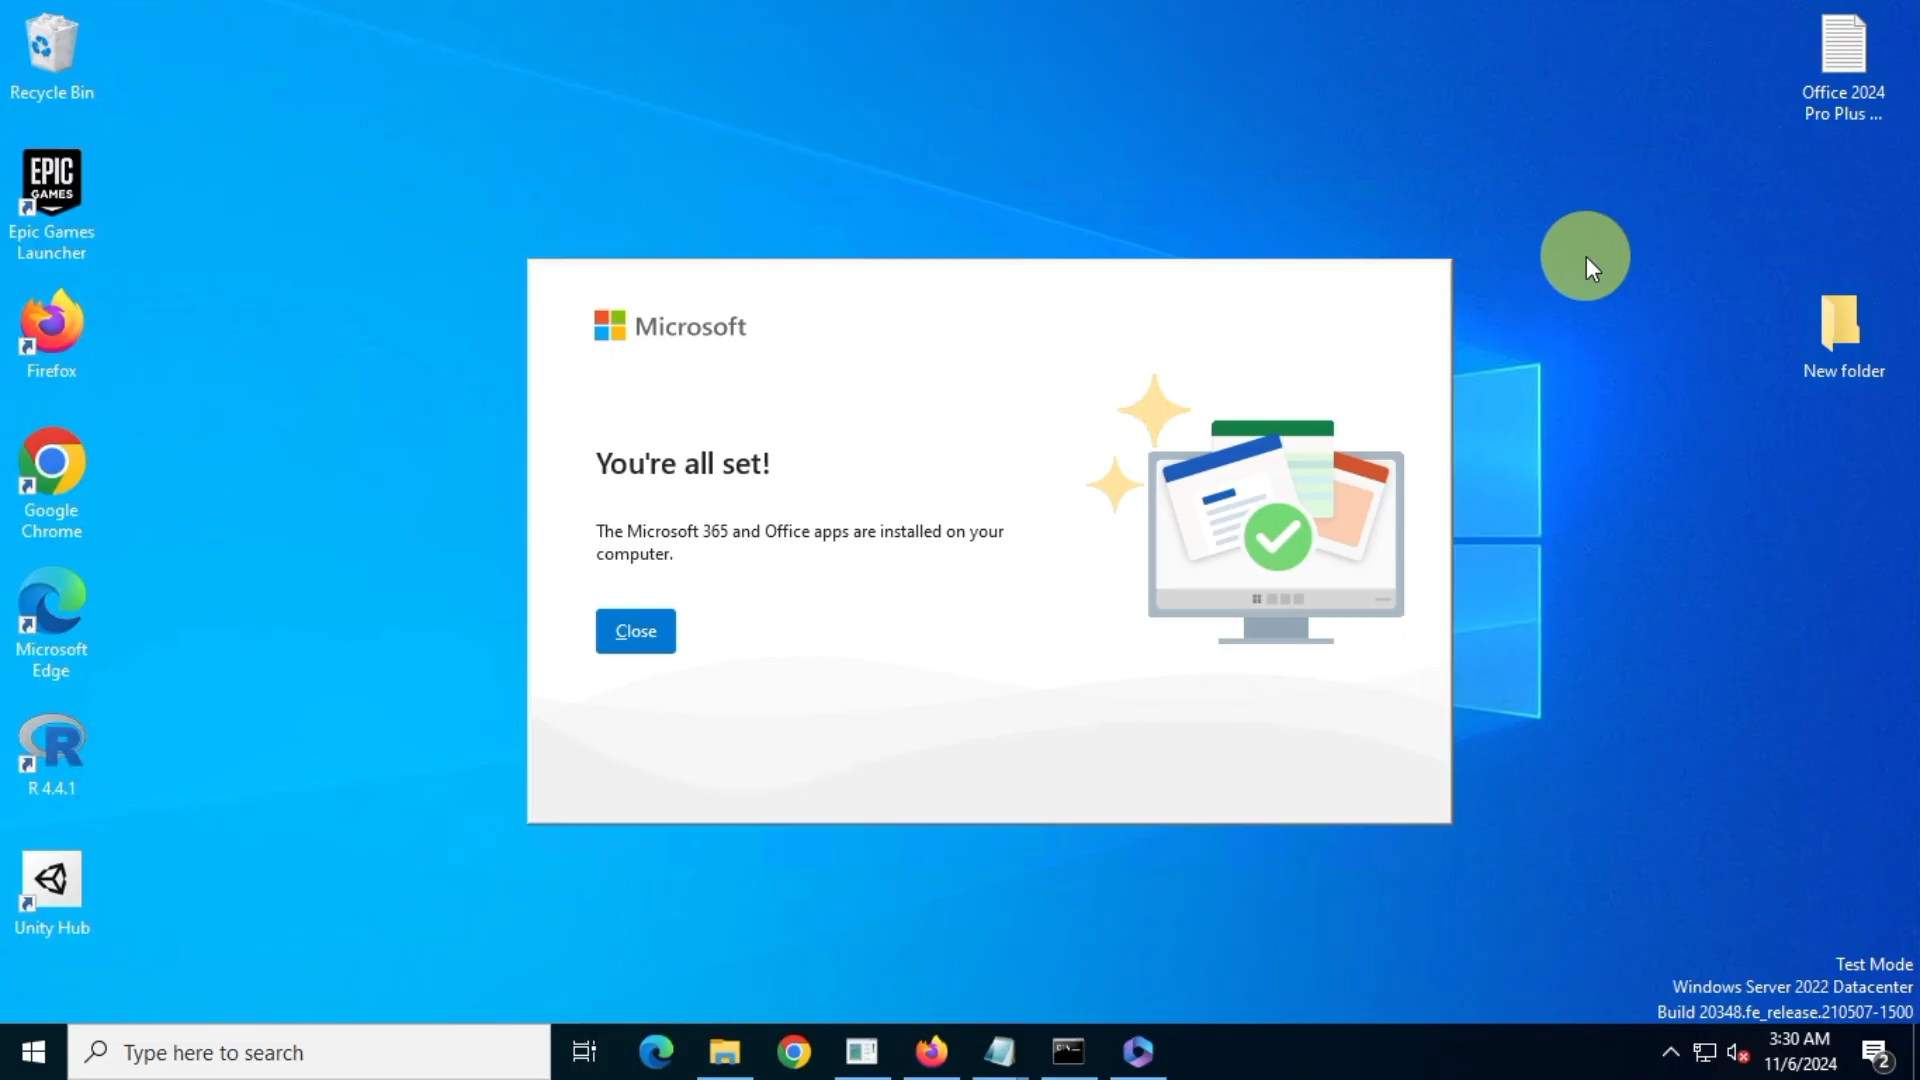 Recycle Bin
Office 2024
Pro Plus ...
EPIC
GAMES
Epic Games
Launcher
Firefox
New folder
Google
Chrome
Microsoft
Edge
R 4.4.1
Unity Hub
Microsoft
You're all set!
The Microsoft 365 and Office apps are installed on your
computer.
Close
Test Mode
Windows Server 2022 Datacenter
Build 20348.fe_release.210507-1500
Type here to search
3:30 AM
11/6/2024
2